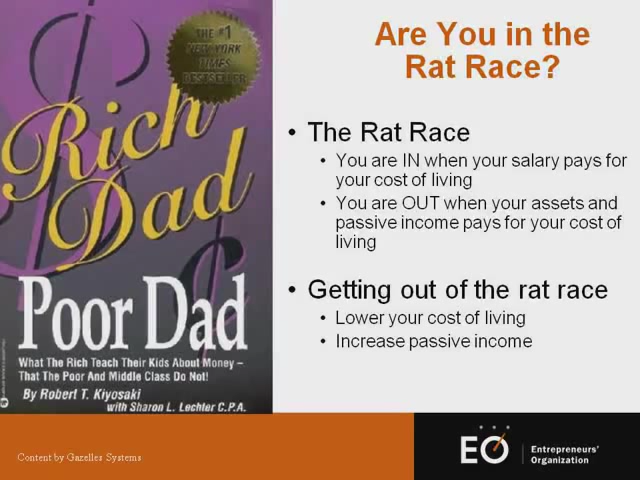 THE #1
NEW YORK
TIMES
BESTSELLER
Rich
Dad
Poor Dad
What The Rich Teach Their Kids About Money –
That The Poor And Middle Class Do Not!
By Robert T. Kiyosaki
with Sharon L. Lechter C.P.A.
Are You in the
Rat Race?
• The Rat Race
• You are IN when your salary pays for
your cost of living
• You are OUT when your assets and
passive income pays for your cost of
living
• Getting out of the rat race
• Lower your cost of living
• Increase passive income
Content by Gazelles Systems
EO
Entrepreneurs'
Organization